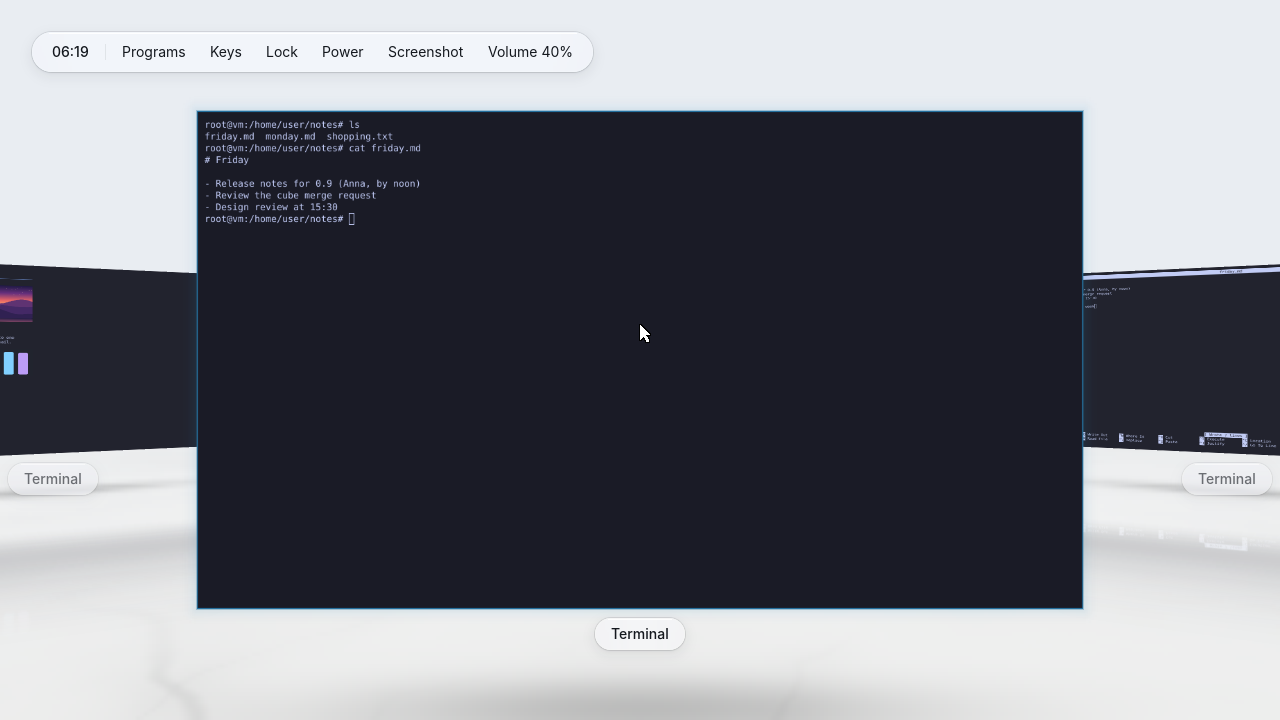 06:19 Programs Keys Lock Power Screenshot Volume 40%
root@vm:/home/user/notes# ls
friday.md monday.md shopping.txt
root@vm:/home/user/notes# cat friday.md
# Friday
- Release notes for 0.9 (Anna, by noon)
- Review the cube merge request
- Design review at 15:30
root@vm:/home/user/notes#
Terminal
Terminal
Terminal